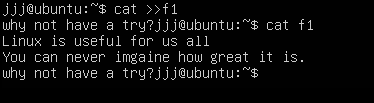 jjj@ubuntu:~$ cat >>f1
why not have a try?jjj@ubuntu:~$ cat f1
Linux is useful for us all
You can never imgaine how great it is.
why not have a try?jjj@ubuntu:~$